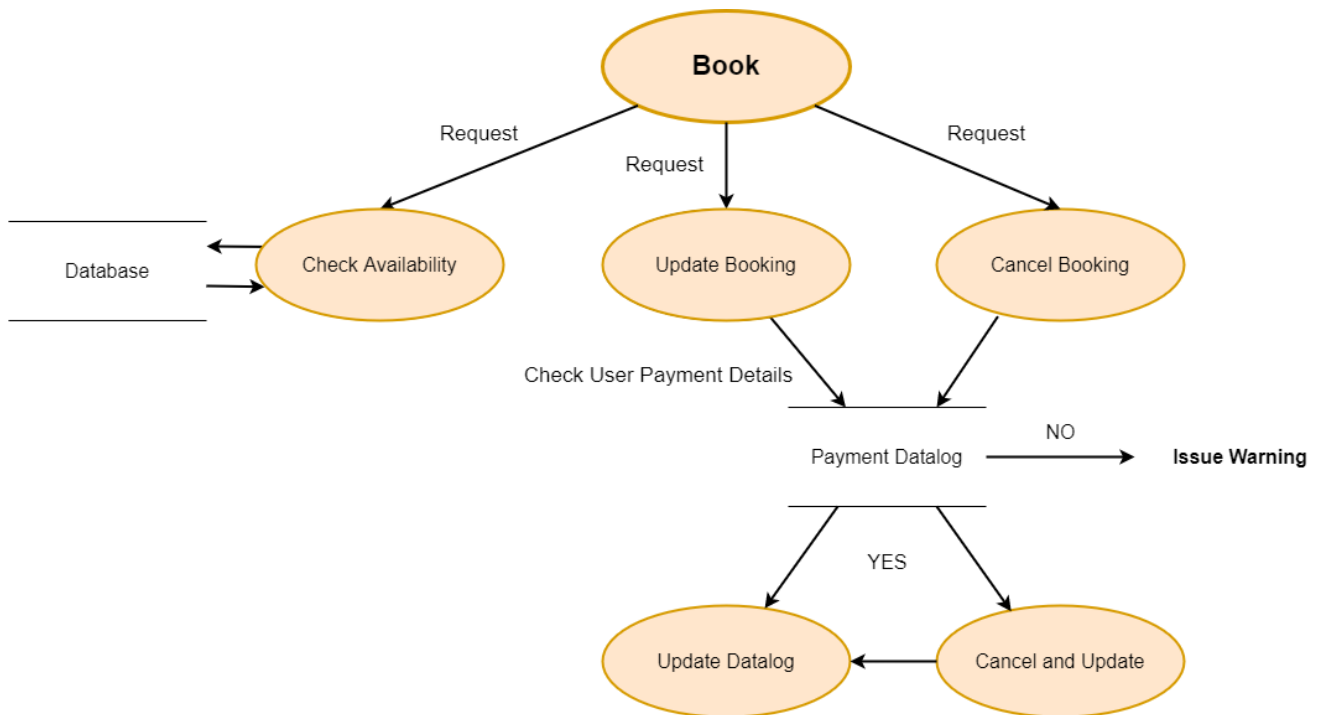 Book
Request
Request
Request
Database
Check Availability
Update Booking
Cancel Booking
Check User Payment Details
Payment Datalog
NO
Issue Warning
YES
Update Datalog
Cancel and Update